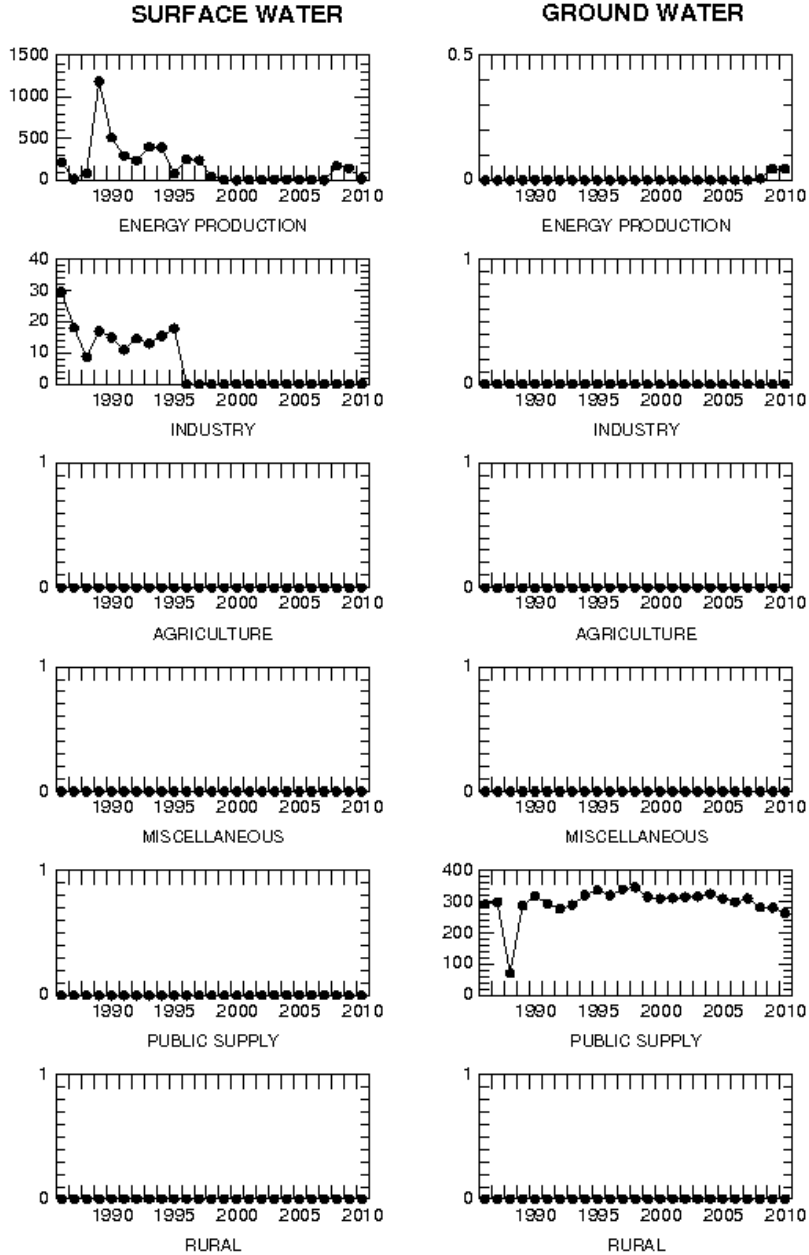 SURFACE WATER GROUND WATER
1500
1000
500
0
1990 1995 2000 2005 2010
ENERGY PRODUCTION
0.5
0
1990 1995 2000 2005 2010
ENERGY PRODUCTION
40
30
20
10
0
1990 1995 2000 2005 2010
INDUSTRY
1
0
1990 1995 2000 2005 2010
INDUSTRY
1
0
1990 1995 2000 2005 2010
AGRICULTURE
1
0
1990 1995 2000 2005 2010
AGRICULTURE
1
0
1990 1995 2000 2005 2010
MISCELLANEOUS
1
0
1990 1995 2000 2005 2010
MISCELLANEOUS
1
0
1990 1995 2000 2005 2010
PUBLIC SUPPLY
400
300
200
100
0
1990 1995 2000 2005 2010
PUBLIC SUPPLY
1
0
1990 1995 2000 2005 2010
RURAL
1
0
1990 1995 2000 2005 2010
RURAL